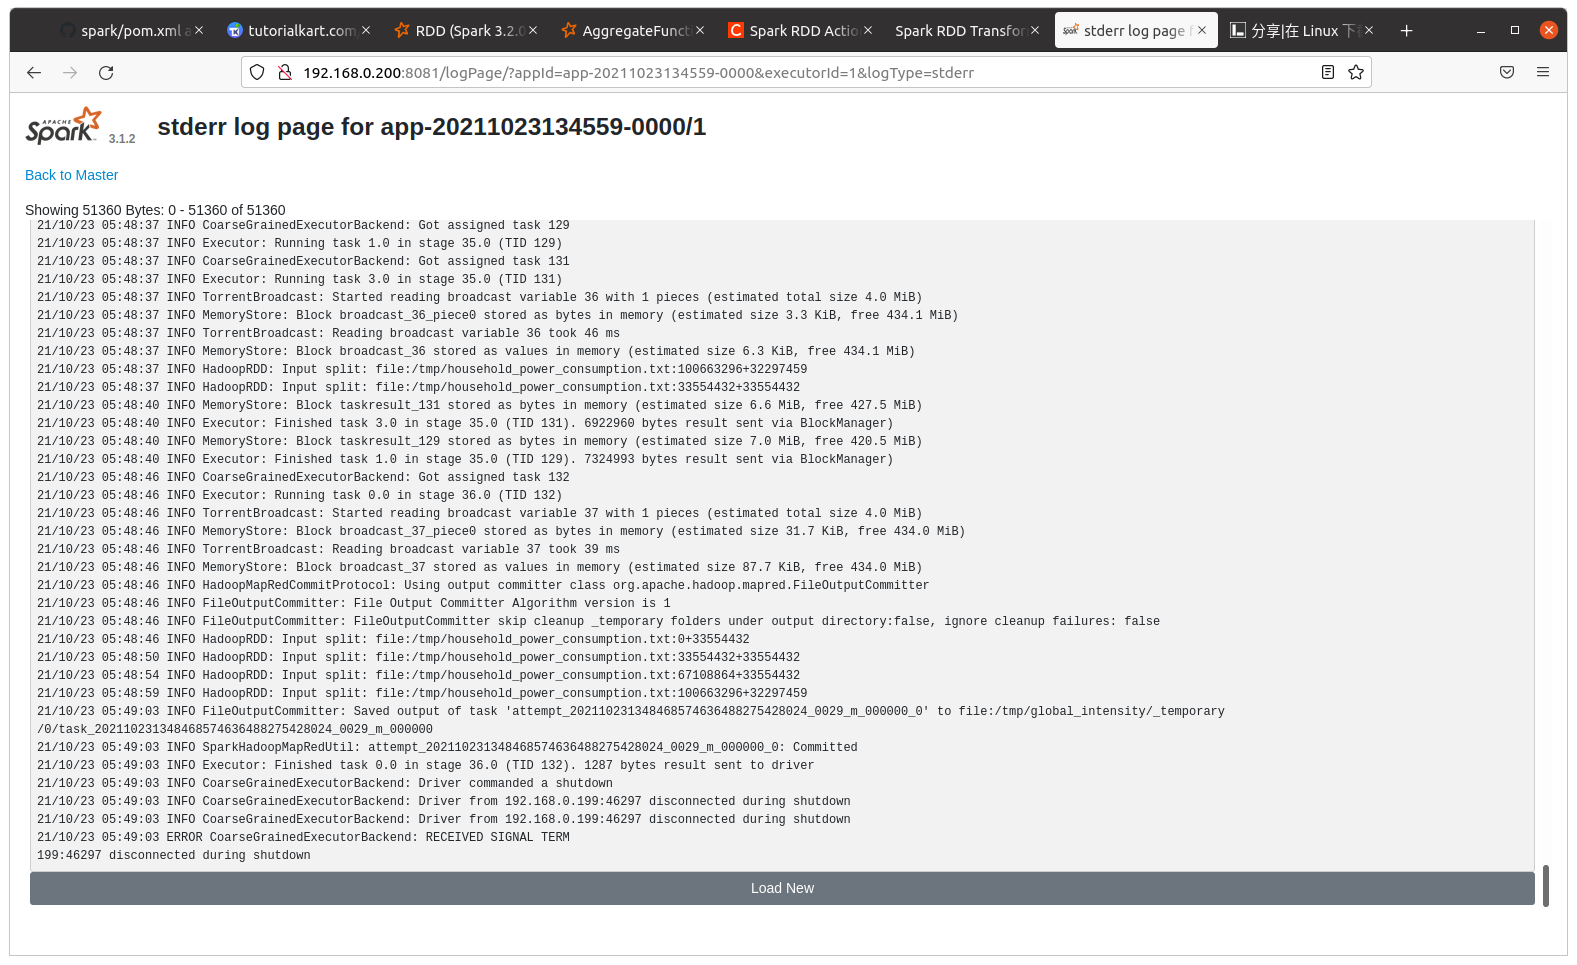 spark/pom.xml a
tutorialkart.com
RDD (Spark 3.2.0
AggregateFunct
Spark RDD Actio
Spark RDD Transfor
stderr log page f
分享|在 Linux 下
192.168.0.200:8081/logPage/?appId=app-20211023134559-0000&executorId=1&logType=stderr
APACHE
Spark 3.1.2
stderr log page for app-20211023134559-0000/1
Back to Master
Showing 51360 Bytes: 0 - 51360 of 51360
21/10/23 05:48:37 INFO CoarseGrainedExecutorBackend: Got assigned task 129
21/10/23 05:48:37 INFO Executor: Running task 1.0 in stage 35.0 (TID 129)
21/10/23 05:48:37 INFO CoarseGrainedExecutorBackend: Got assigned task 131
21/10/23 05:48:37 INFO Executor: Running task 3.0 in stage 35.0 (TID 131)
21/10/23 05:48:37 INFO TorrentBroadcast: Started reading broadcast variable 36 with 1 pieces (estimated total size 4.0 MiB)
21/10/23 05:48:37 INFO MemoryStore: Block broadcast_36_piece0 stored as bytes in memory (estimated size 3.3 KiB, free 434.1 MiB)
21/10/23 05:48:37 INFO TorrentBroadcast: Reading broadcast variable 36 took 46 ms
21/10/23 05:48:37 INFO MemoryStore: Block broadcast_36 stored as values in memory (estimated size 6.3 KiB, free 434.1 MiB)
21/10/23 05:48:37 INFO HadoopRDD: Input split: file:/tmp/household_power_consumption.txt:100663296+32297459
21/10/23 05:48:37 INFO HadoopRDD: Input split: file:/tmp/household_power_consumption.txt:33554432+33554432
21/10/23 05:48:40 INFO MemoryStore: Block taskresult_131 stored as bytes in memory (estimated size 6.6 MiB, free 427.5 MiB)
21/10/23 05:48:40 INFO Executor: Finished task 3.0 in stage 35.0 (TID 131). 6922960 bytes result sent via BlockManager)
21/10/23 05:48:40 INFO MemoryStore: Block taskresult_129 stored as bytes in memory (estimated size 7.0 MiB, free 420.5 MiB)
21/10/23 05:48:40 INFO Executor: Finished task 1.0 in stage 35.0 (TID 129). 7324993 bytes result sent via BlockManager)
21/10/23 05:48:46 INFO CoarseGrainedExecutorBackend: Got assigned task 132
21/10/23 05:48:46 INFO Executor: Running task 0.0 in stage 36.0 (TID 132)
21/10/23 05:48:46 INFO TorrentBroadcast: Started reading broadcast variable 37 with 1 pieces (estimated total size 4.0 MiB)
21/10/23 05:48:46 INFO MemoryStore: Block broadcast_37_piece0 stored as bytes in memory (estimated size 31.7 KiB, free 434.0 MiB)
21/10/23 05:48:46 INFO TorrentBroadcast: Reading broadcast variable 37 took 39 ms
21/10/23 05:48:46 INFO MemoryStore: Block broadcast_37 stored as values in memory (estimated size 87.7 KiB, free 434.0 MiB)
21/10/23 05:48:46 INFO HadoopMapRedCommitProtocol: Using output committer class org.apache.hadoop.mapred.FileOutputCommitter
21/10/23 05:48:46 INFO FileOutputCommitter: File Output Committer Algorithm version is 1
21/10/23 05:48:46 INFO FileOutputCommitter: FileOutputCommitter skip cleanup _temporary folders under output directory:false, ignore cleanup failures: false
21/10/23 05:48:46 INFO HadoopRDD: Input split: file:/tmp/household_power_consumption.txt:0+33554432
21/10/23 05:48:50 INFO HadoopRDD: Input split: file:/tmp/household_power_consumption.txt:33554432+33554432
21/10/23 05:48:54 INFO HadoopRDD: Input split: file:/tmp/household_power_consumption.txt:67108864+33554432
21/10/23 05:48:59 INFO HadoopRDD: Input split: file:/tmp/household_power_consumption.txt:100663296+32297459
21/10/23 05:49:03 INFO FileOutputCommitter: Saved output of task 'attempt_202110231348468574636488275428024_0029_m_000000_0' to file:/tmp/global_intensity/_temporary
/0/task_202110231348468574636488275428024_0029_m_000000
21/10/23 05:49:03 INFO SparkHadoopMapRedUtil: attempt_202110231348468574636488275428024_0029_m_000000_0: Committed
21/10/23 05:49:03 INFO Executor: Finished task 0.0 in stage 36.0 (TID 132). 1287 bytes result sent to driver
21/10/23 05:49:03 INFO CoarseGrainedExecutorBackend: Driver commanded a shutdown
21/10/23 05:49:03 INFO CoarseGrainedExecutorBackend: Driver from 192.168.0.199:46297 disconnected during shutdown
21/10/23 05:49:03 INFO CoarseGrainedExecutorBackend: Driver from 192.168.0.199:46297 disconnected during shutdown
21/10/23 05:49:03 ERROR CoarseGrainedExecutorBackend: RECEIVED SIGNAL TERM
199:46297 disconnected during shutdown
Load New